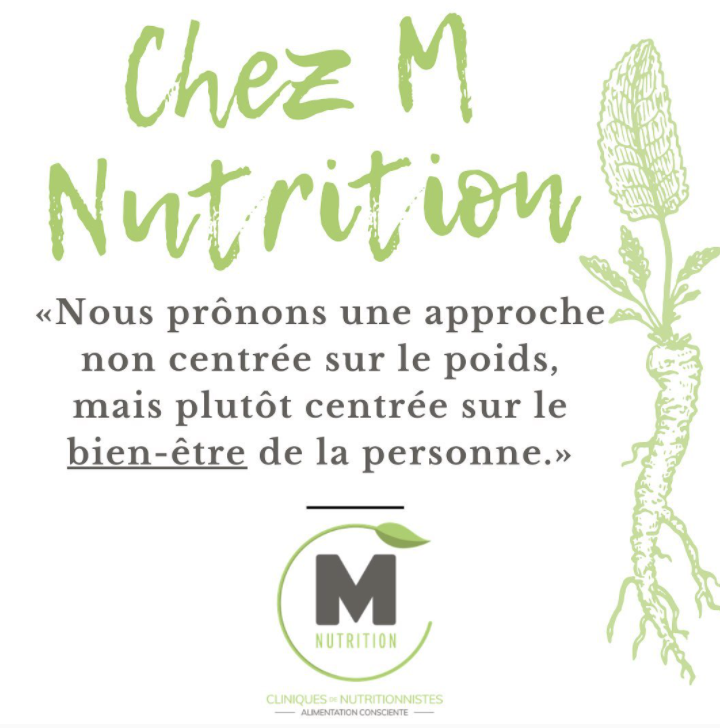 Chez M
Nutrition
«Nous prônons une approche
non centrée sur le poids,
mais plutôt centrée sur le
bien-être de la personne.»
M
NUTRITION
CLINIQUES DE NUTRITIONNISTES
ALIMENTATION CONSCIENTE